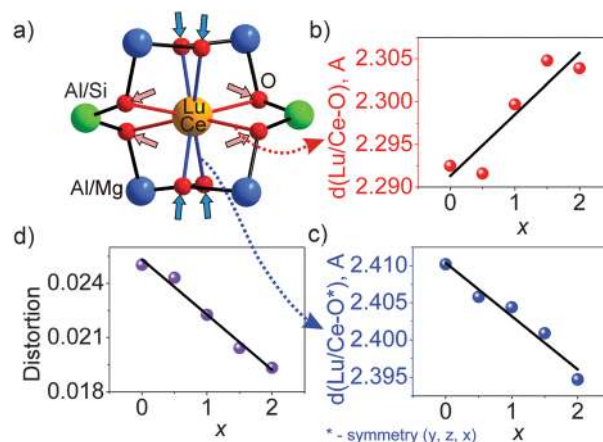 a)
Al/Si
O
Lu
Ce
Al/Mg
b)
d(Lu/Ce-O), A
2.305
2.300
2.295
2.290
0
1
2
x
d)
Distortion
0.024
0.021
0.018
0
1
2
x
c)
d(Lu/Ce-O*), A
2.410
2.405
2.400
2.395
0
1
2
x
* - symmetry (y, z, x)